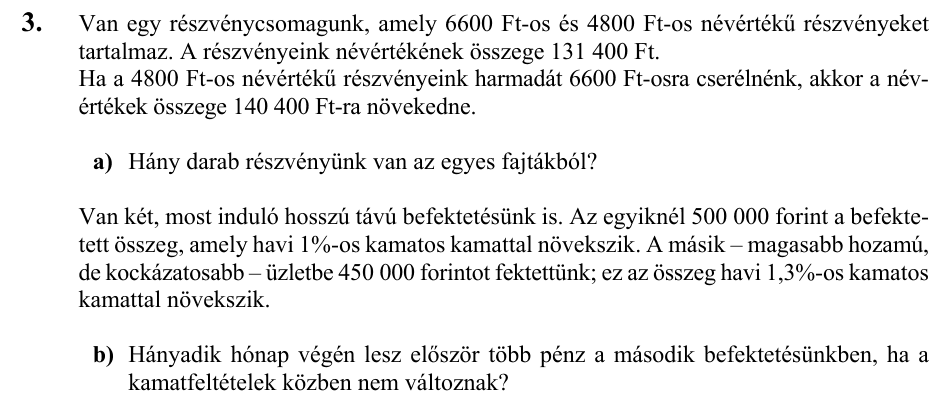 3. Van egy részvénycsomagunk, amely 6600 Ft-os és 4800 Ft-os névértékű részvényeket
tartalmaz. A részvényeink névértékének összege 131 400 Ft.
Ha a 4800 Ft-os névértékű részvényeink harmadát 6600 Ft-osra cserélnénk, akkor a név-
értékek összege 140 400 Ft-ra növekedne.
a) Hány darab részvényünk van az egyes fajtákból?
Van két, most induló hosszú távú befektetésünk is. Az egyiknél 500 000 forint a befekte-
tett összeg, amely havi 1%-os kamatos kamattal növekszik. A másik – magasabb hozamú,
de kockázatosabb – üzletbe 450 000 forintot fektettünk; ez az összeg havi 1,3%-os kamatos
kamattal növekszik.
b) Hányadik hónap végén lesz először több pénz a második befektetésünkben, ha a
kamatfeltételek közben nem változnak?